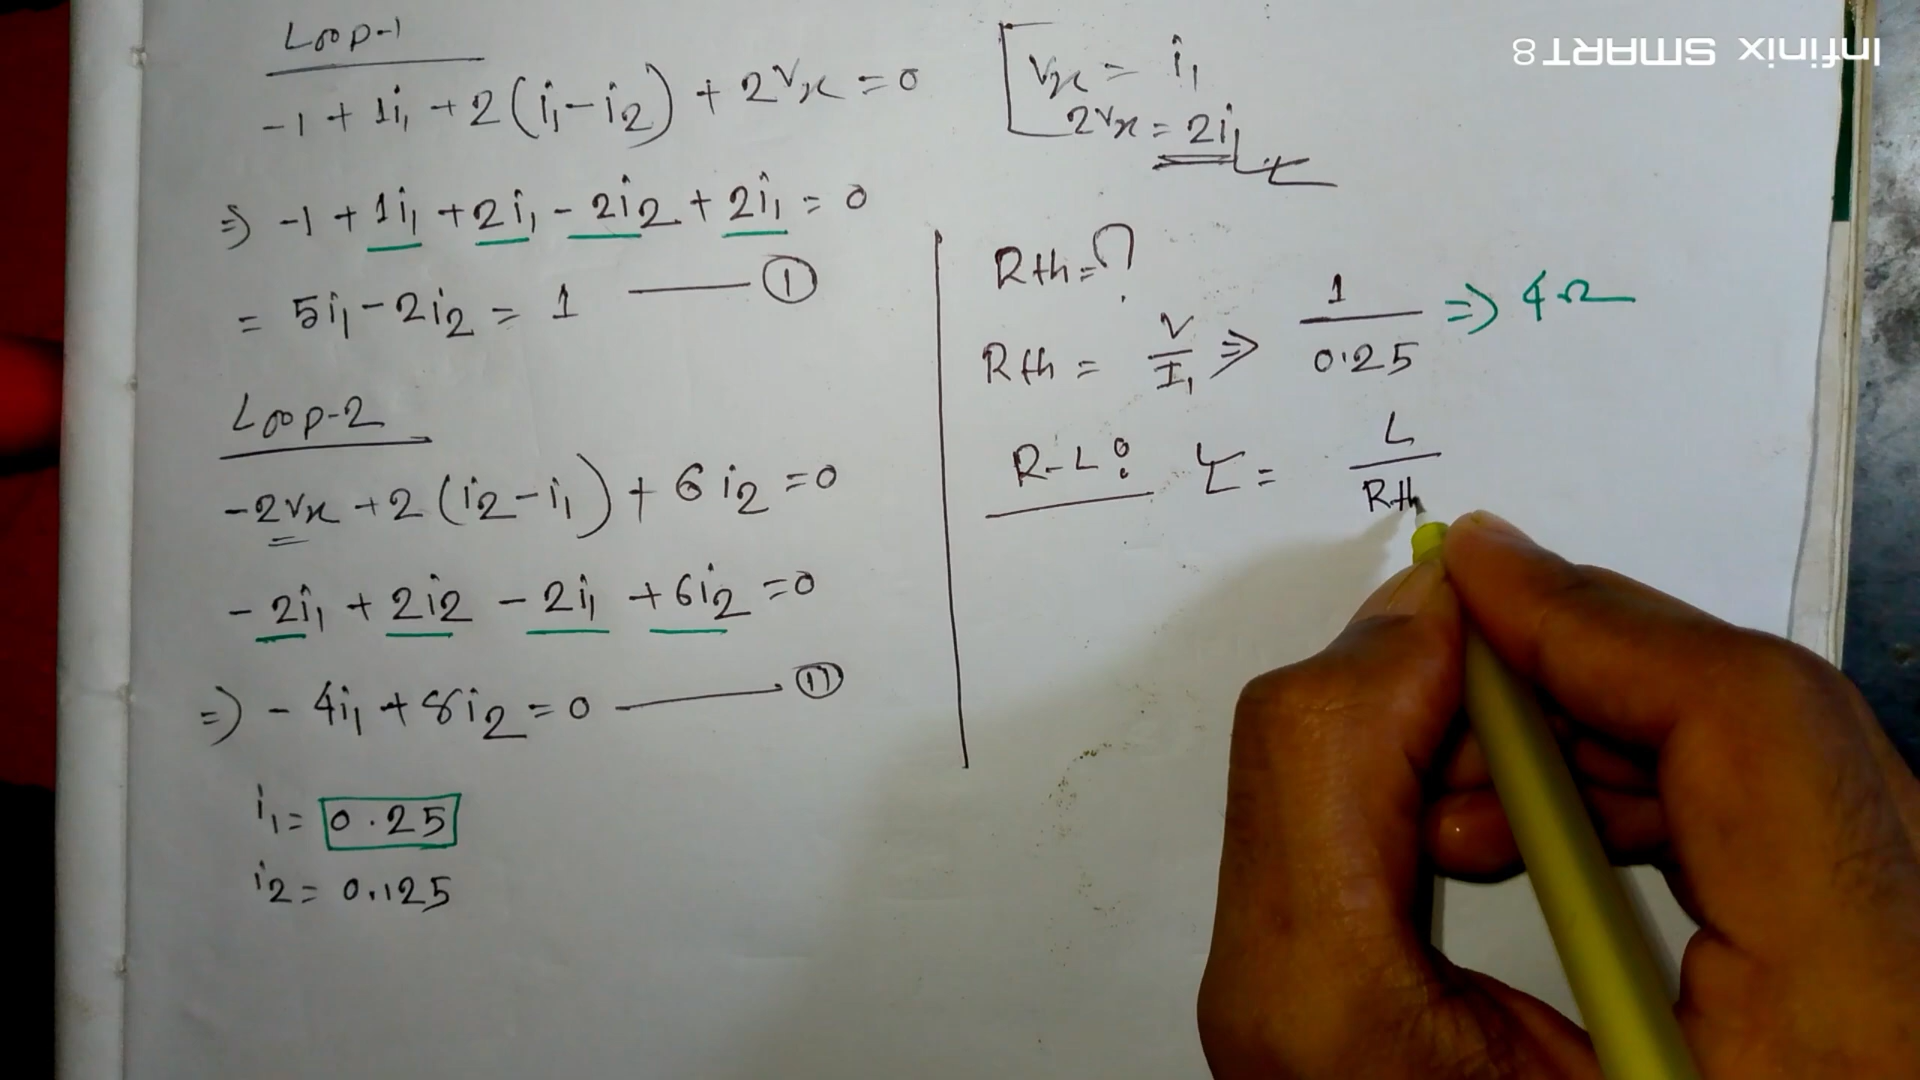 Loop-1
-1 + 1i₁ + 2(i₁-i₂) + 2Vx = 0
⇒ -1 + 1i₁ + 2i₁ - 2i₂ + 2i₁ = 0
= 5i₁ - 2i₂ = 1 —— ①
Loop-2
-2Vx + 2(i₂-i₁) + 6i₂ = 0
-2i₁ + 2i₂ - 2i₁ + 6i₂ = 0
⇒ -4i₁ + 8i₂ = 0 —— ⑪
i₁ = 0.25
i₂ = 0.125
Vx = i₁
2Vx = 2i₁
Rth = ?
Rth = V/I₁ ⇒ 1/0.25 ⇒ 4Ω
R-L: τ = L/Rth
Infinix SMART 8